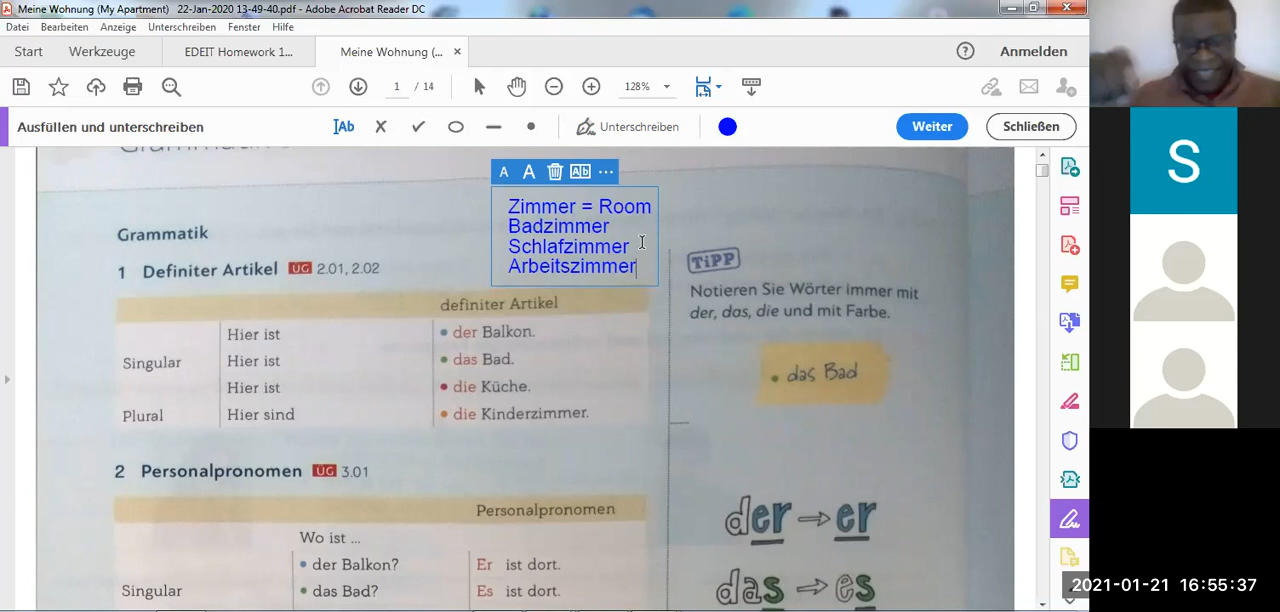 Meine Wohnung (My Apartment) 22-Jan-2020 13-49-40.pdf - Adobe Acrobat Reader DC
Datei Bearbeiten Anzeige Unterschreiben Fenster Hilfe
Start Werkzeuge EDEIT Homework 1... Meine Wohnung (... × Anmelden
1 / 14 128%
Ausfüllen und unterschreiben Ab Unterschreiben Weiter Schließen
A A Ab ...
Zimmer = Room
Badzimmer
Schlafzimmer
Arbeitszimmer
Grammatik
1 Definiter Artikel ÜG 2.01, 2.02
definiter Artikel
Singular
Hier ist • der Balkon.
Hier ist • das Bad.
Hier ist • die Küche.
Plural Hier sind • die Kinderzimmer.
TiPP
Notieren Sie Wörter immer mit
der, das, die und mit Farbe.
• das Bad
2 Personalpronomen ÜG 3.01
Personalpronomen
Wo ist ...
• der Balkon? Er ist dort.
Singular • das Bad? Es ist dort.
der → er
das → es
S
2021-01-21 16:55:37